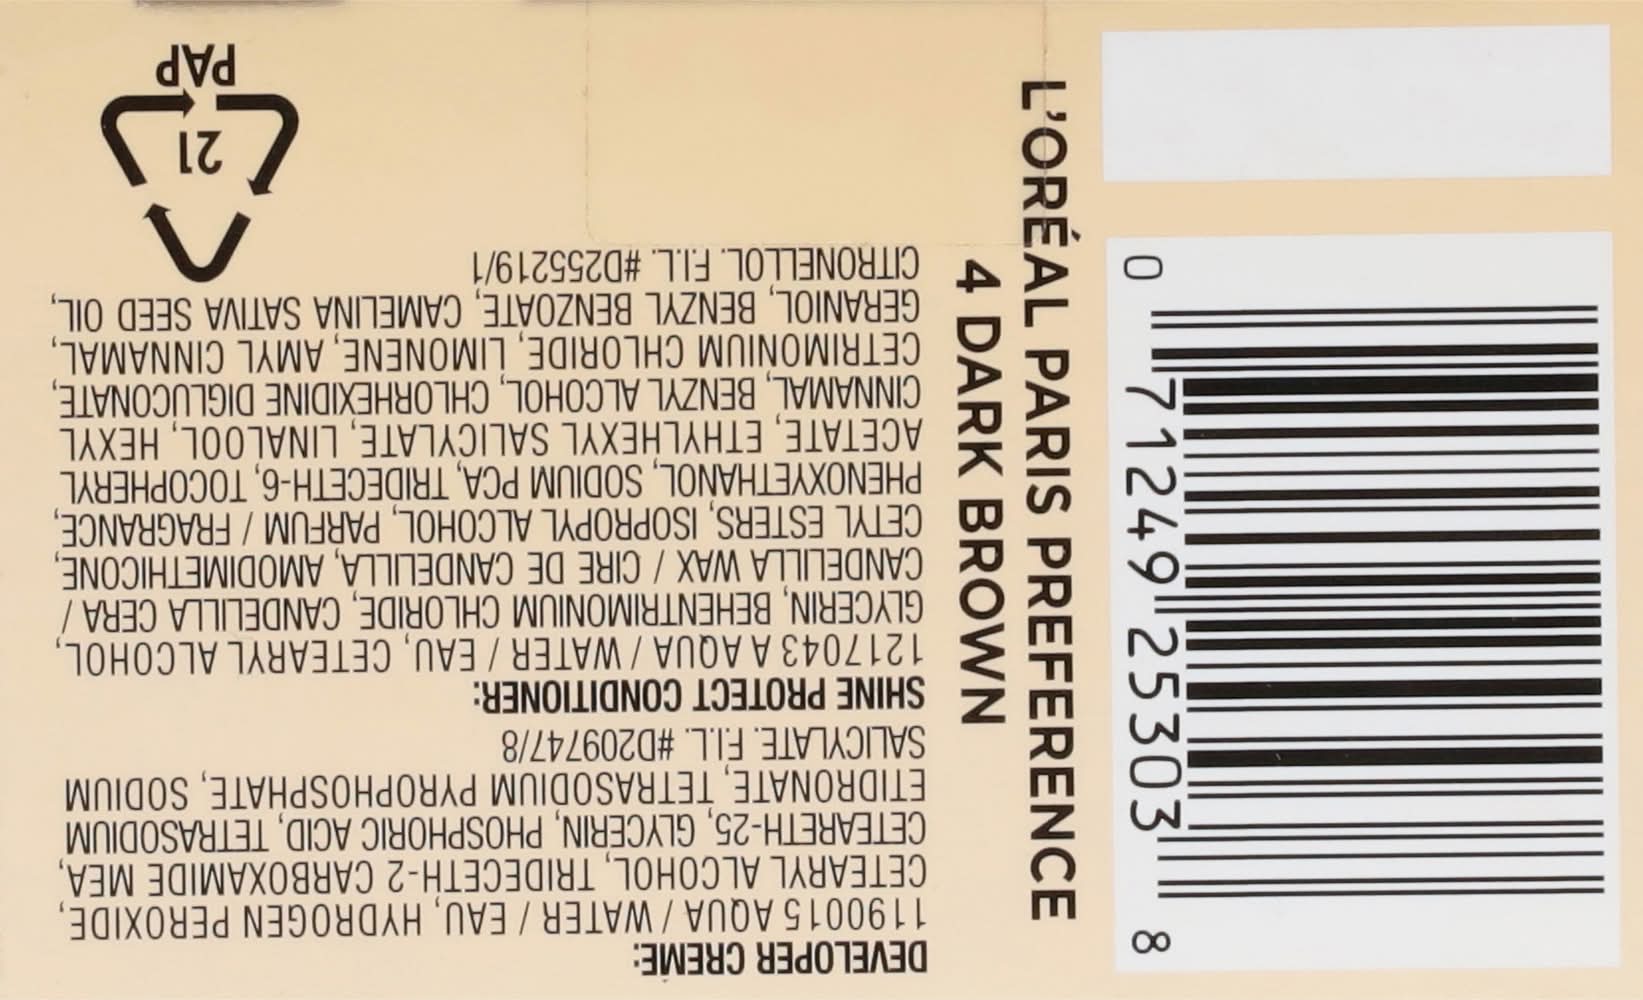 DEVELOPER CREME:
1190015 AQUA / WATER / EAU, HYDROGEN PEROXIDE,
CETEARYL ALCOHOL, TRIDECETH-2 CARBOXAMIDE MEA,
CETEARETH-25, GLYCERIN, PHOSPHORIC ACID, TETRASODIUM
ETIDRONATE, TETRASODIUM PYROPHOSPHATE, SODIUM
SALICYLATE. F.I.L. #D209747/8
SHINE PROTECT CONDITIONER:
1217043 A AQUA / WATER / EAU, CETEARYL ALCOHOL,
GLYCERIN, BEHENTRIMONIUM CHLORIDE, CANDELILLA CERA /
CANDELILLA WAX / CIRE DE CANDELILLA, AMODIMETHICONE,
CETYL ESTERS, ISOPROPYL ALCOHOL, PARFUM / FRAGRANCE,
PHENOXYETHANOL, SODIUM PCA, TRIDECETH-6, TOCOPHERYL
ACETATE, ETHYLHEXYL SALICYLATE, LINALOOL, HEXYL
CINNAMAL, BENZYL ALCOHOL, CHLORHEXIDINE DIGLUCONATE,
CETRIMONIUM CHLORIDE, LIMONENE, AMYL CINNAMAL,
GERANIOL, BENZYL BENZOATE, CAMELINA SATIVA SEED OIL,
CITRONELLOL. F.I.L. #D255219/1
21
PAP
L'ORÉAL PARIS PREFERENCE
4 DARK BROWN
0 71249 25303 8